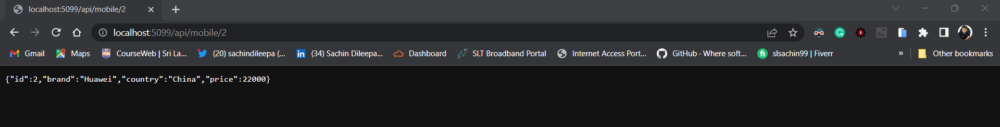 localhost:5099/api/mobile/2
localhost:5099/api/mobile/2
Gmail Maps CourseWeb | Sri La... (20) sachindileepa (... (34) Sachin Dileepa... Dashboard SLT Broadband Portal Internet Access Port... GitHub · Where soft... slsachin99 | Fiverr » Other bookmarks
{"id":2,"brand":"Huawei","country":"China","price":22000}